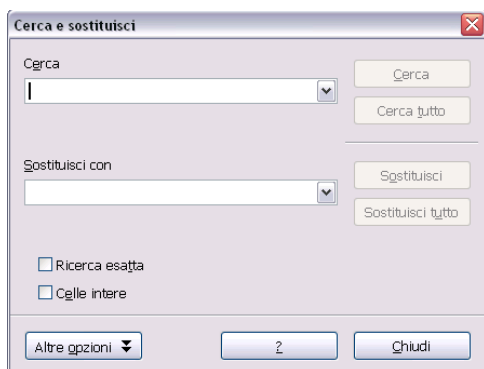 Cerca e sostituisci
Cerca
Cerca
Cerca tutto
Sostituisci con
Sostituisci
Sostituisci tutto
Ricerca esatta
Celle intere
Altre opzioni
?
Chiudi